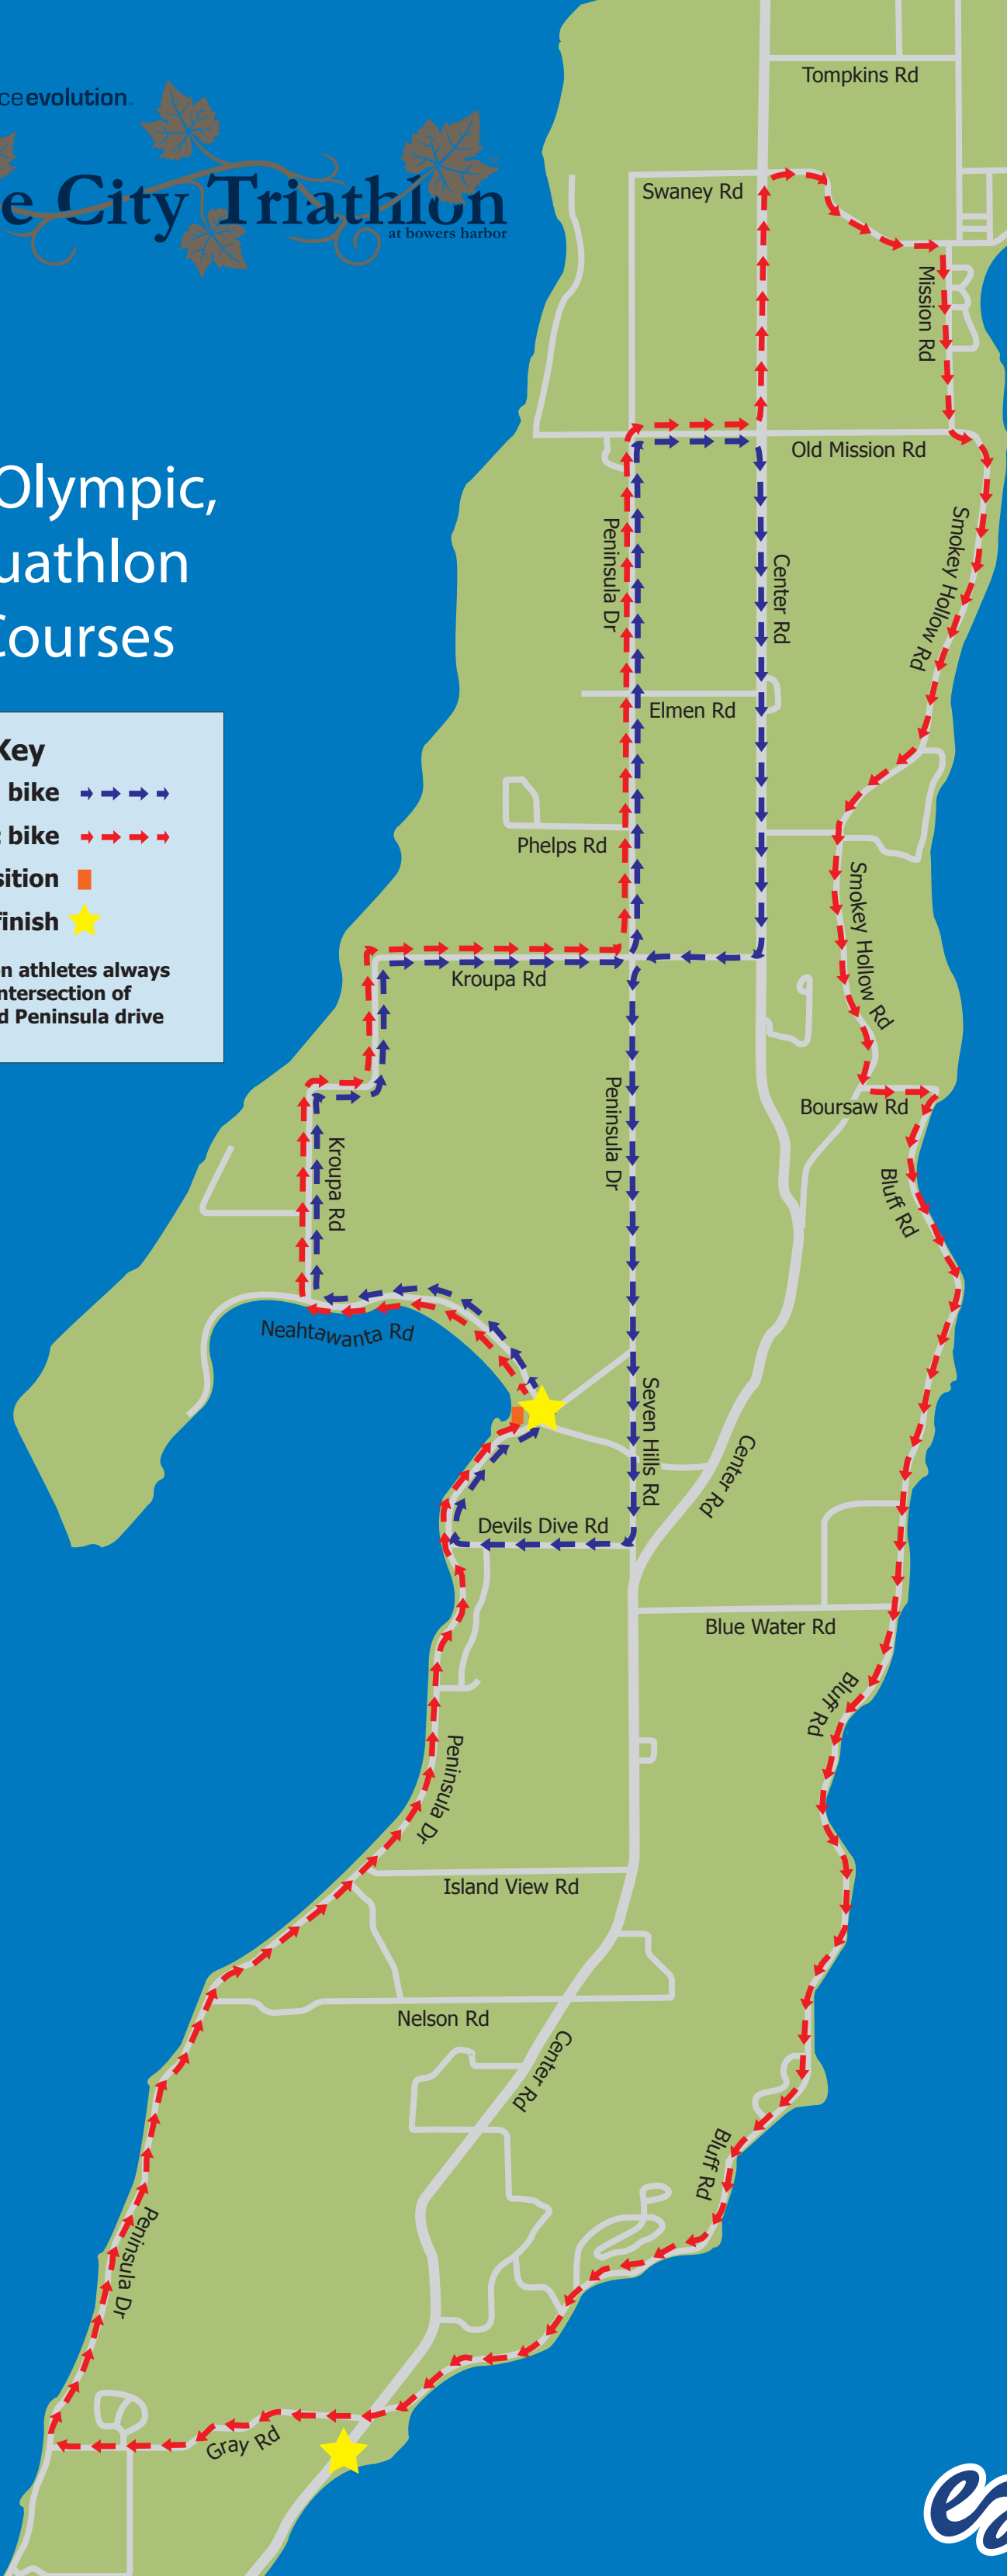 ce evolution
e City Triathlon
at bowers harbor
Olympic,
uathlon
Courses
Key
bike
: bike
sition
finish
on athletes always
ntersection of
d Peninsula drive
Tompkins Rd
Swaney Rd
Mission Rd
Old Mission Rd
Smokey Hollow Rd
Peninsula Dr
Center Rd
Elmen Rd
Phelps Rd
Smokey Hollow Rd
Kroupa Rd
Peninsula Dr
Boursaw Rd
Kroupa Rd
Bluff Rd
Neahtawanta Rd
Seven Hills Rd
Center Rd
Devils Dive Rd
Blue Water Rd
Bluff Rd
Peninsula Dr
Island View Rd
Nelson Rd
Center Rd
Bluff Rd
Peninsula Dr
Gray Rd